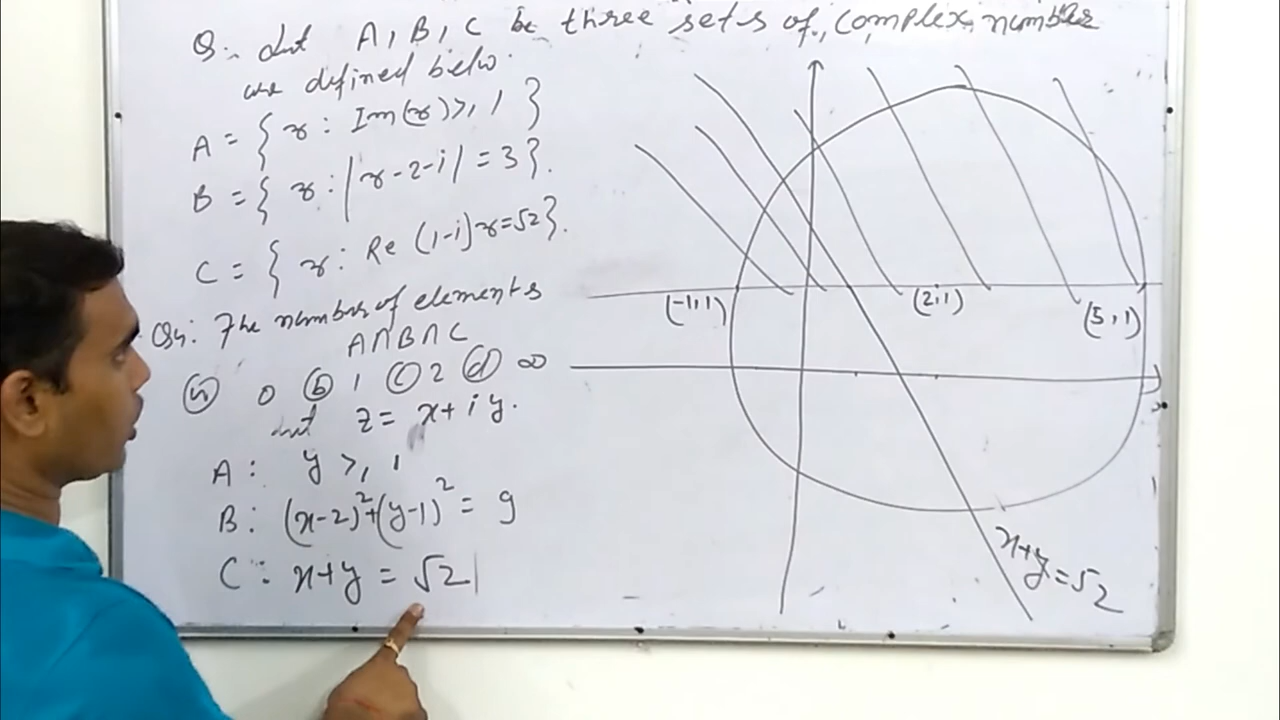 Q:. Let A, B, C be three sets of complex number
are defined below.
A = { z : Im(z) ≥ 1 }
B = { z : |z-2-i| = 3 }.
C = { z : Re (1-i)z = √2 }.
Qn: The number of elements
A∩B∩C
(a) 0 (b) 1 (c) 2 (d) ∞
Let z = x + i y.
A : y ≥ 1
B : (x-2)² + (y-1)² = 9
C : x+y = √2
(-1,1)
(2,1)
(5,1)
x+y = √2